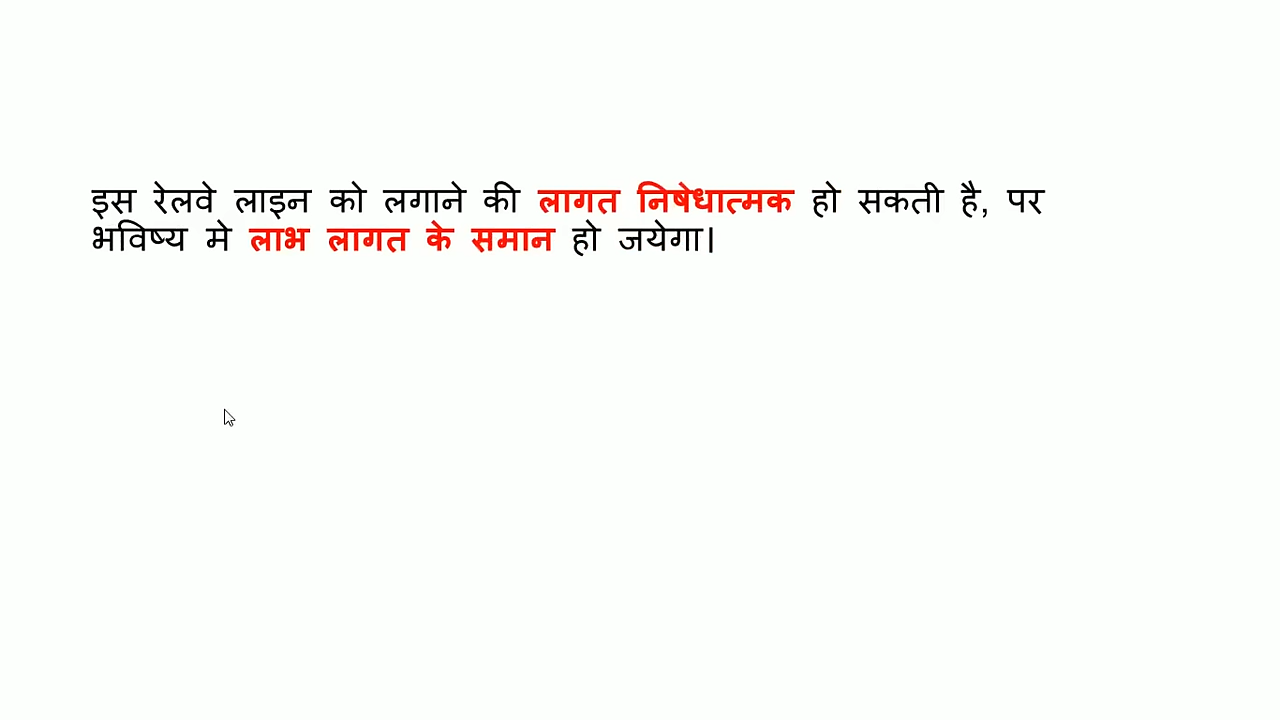 इस रेलवे लाइन को लगाने की लागत निषेधात्मक हो सकती है, पर
भविष्य मे लाभ लागत के समान हो जयेगा।